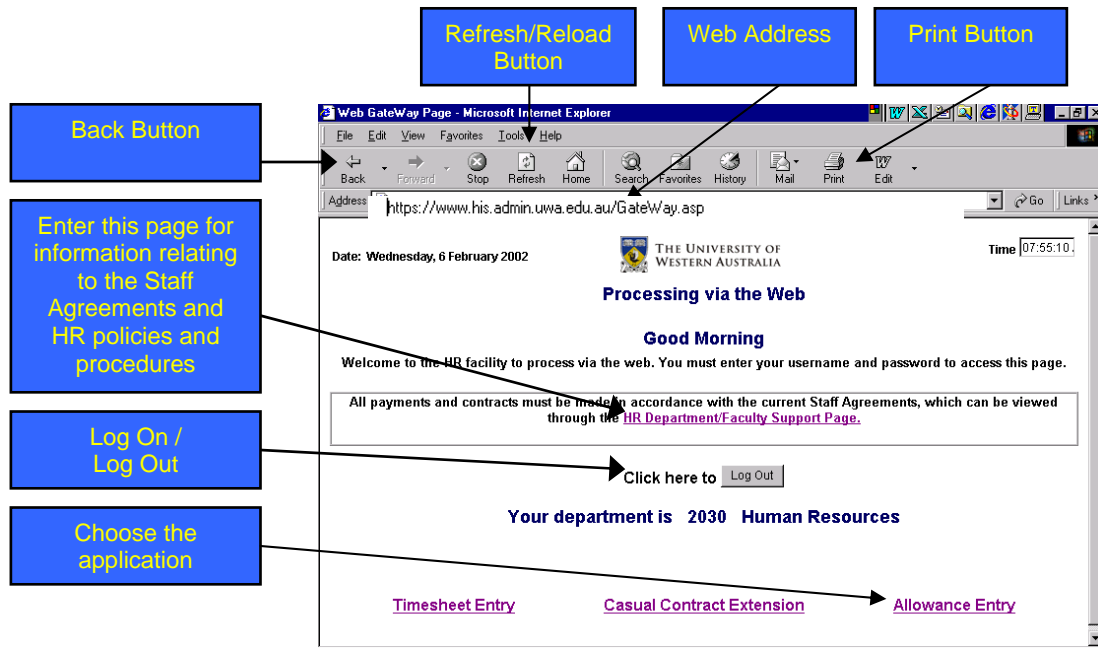 Refresh/Reload
Button
Web Address
Print Button
Back Button
Enter this page for
information relating
to the Staff
Agreements and
HR policies and
procedures
Log On /
Log Out
Choose the
application
Web GateWay Page - Microsoft Internet Explorer
File Edit View Favorites Tools Help
Back Forward Stop Refresh Home Search Favorites History Mail Print Edit
Address https://www.his.admin.uwa.edu.au/GateWay.asp Go Links
Date: Wednesday, 6 February 2002
THE UNIVERSITY OF
WESTERN AUSTRALIA
Time 07:55:10
Processing via the Web
Good Morning
Welcome to the HR facility to process via the web. You must enter your username and password to access this page.
All payments and contracts must be made in accordance with the current Staff Agreements, which can be viewed
through the HR Department/Faculty Support Page.
Click here to Log Out
Your department is 2030 Human Resources
Timesheet Entry Casual Contract Extension Allowance Entry